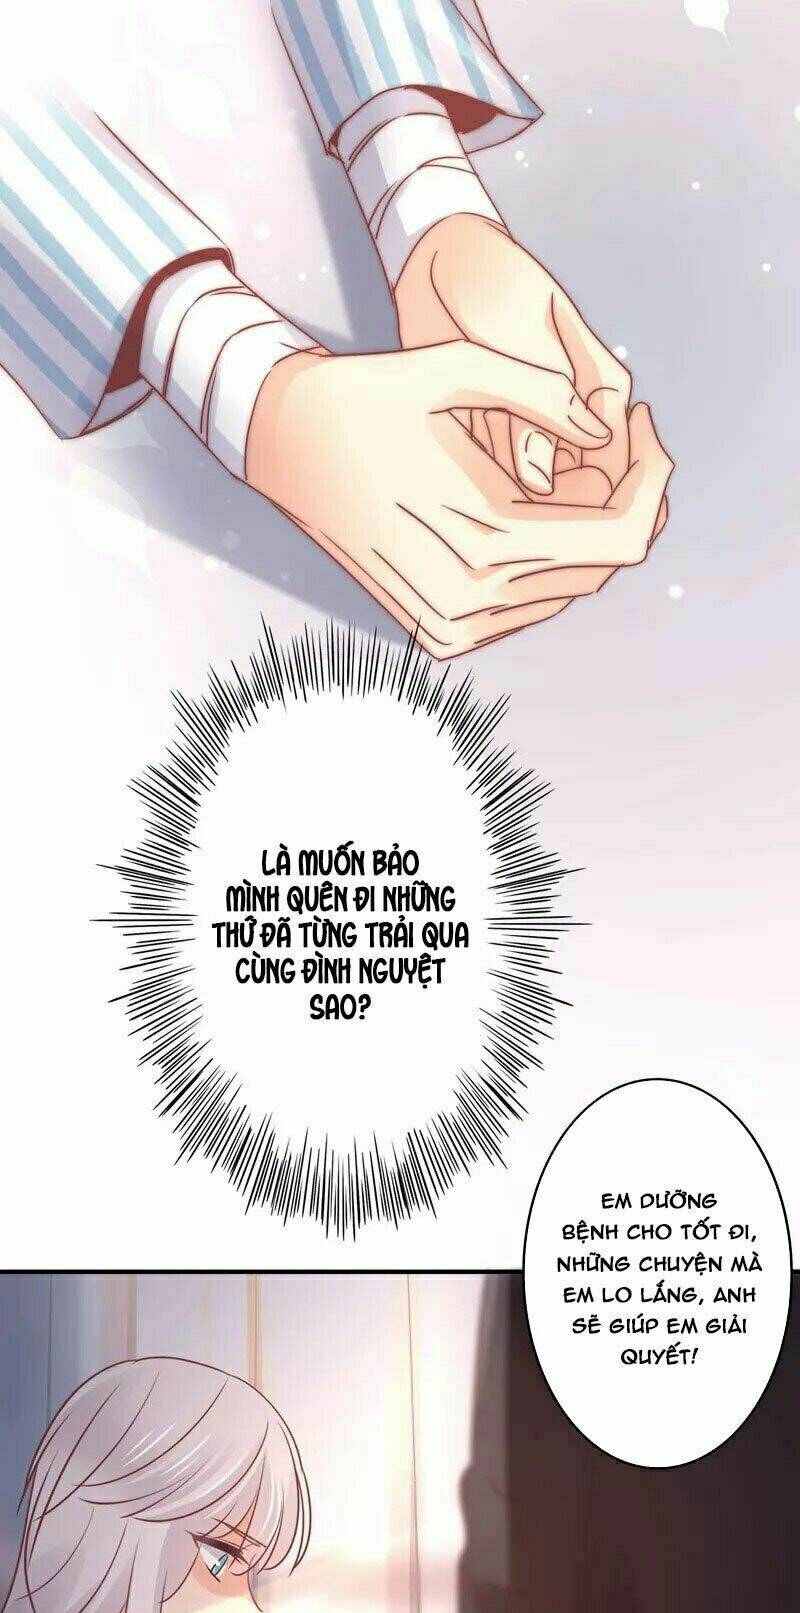 LÀ MUỐN BẢO
MÌNH QUÊN ĐI NHỮNG
THỨ ĐÃ TỪNG TRẢI QUA
CÙNG ĐÌNH NGUYỆT
SAO?
EM DƯỠNG
BỆNH CHO TỐT ĐI,
NHỮNG CHUYỆN MÀ
EM LO LẮNG, ANH
SẼ GIÚP EM GIẢI
QUYẾT!